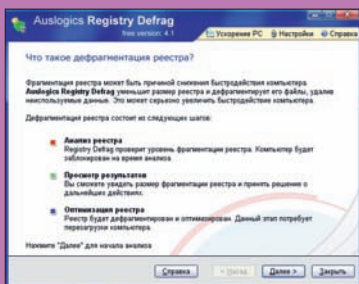 Auslogics Registry Defrag
free version: 4.1
Ускорение PC Настройки Справка
Что такое дефрагментация реестра?
Фрагментация реестра может быть причиной снижения быстродействия компьютера.
Auslogics Registry Defrag уменьшит размер реестра и дефрагментирует его файлы, удалив
неиспользуемые данные. Это может серьезно увеличить быстродействие компьютера.
Дефрагментация реестра состоит из следующих шагов:
Анализ реестра
Registry Defrag проверит уровень фрагментации реестра. Компьютер будет
заблокирован на время анализа.
Просмотр результатов
Вы сможете увидеть размер фрагментации реестра и принять решение о
дальнейших действиях.
Оптимизация реестра
Реестр будет дефрагментирован и оптимизирован. Данный этап потребует
перезагрузки компьютера.
Нажмите "Далее" для начала анализа
Справка < Назад Далее > Закрыть